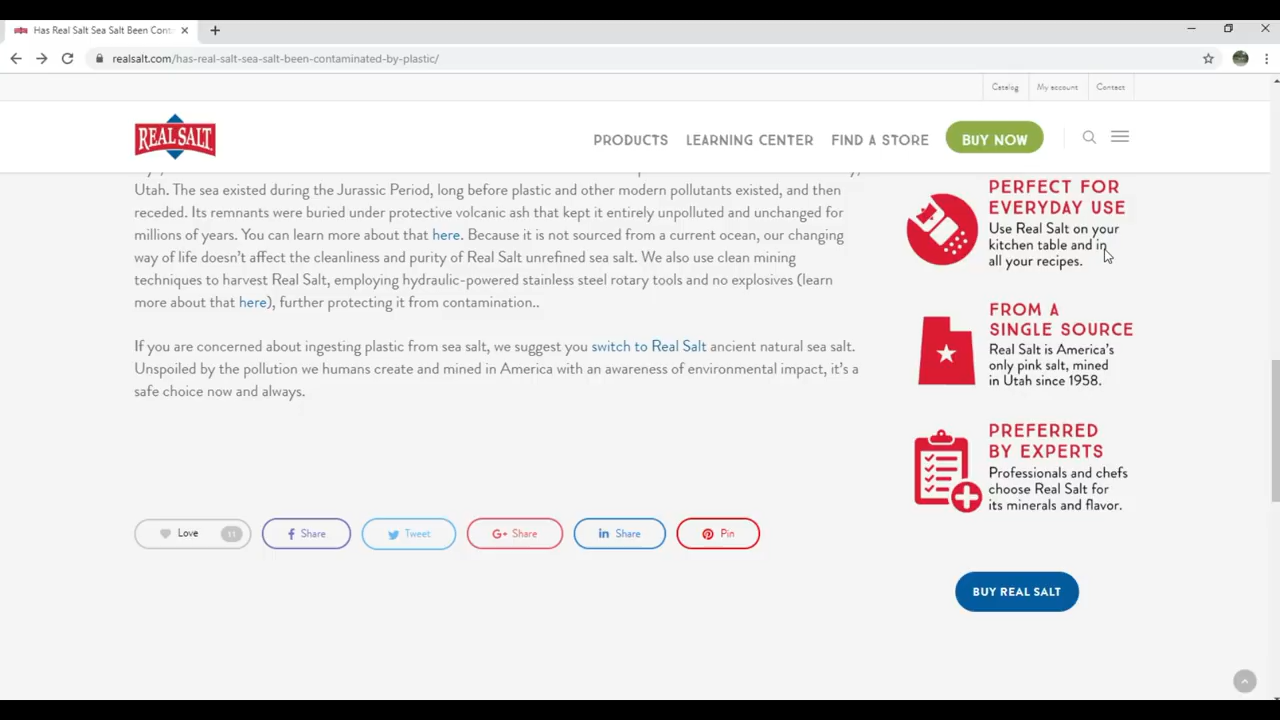 Has Real Salt Sea Salt Been Cont
realsalt.com/has-real-salt-sea-salt-been-contaminated-by-plastic/
Catalog My account Contact
REAL SALT
PRODUCTS LEARNING CENTER FIND A STORE BUY NOW
Utah. The sea existed during the Jurassic Period, long before plastic and other modern pollutants existed, and then
receded. Its remnants were buried under protective volcanic ash that kept it entirely unpolluted and unchanged for
millions of years. You can learn more about that here. Because it is not sourced from a current ocean, our changing
way of life doesn't affect the cleanliness and purity of Real Salt unrefined sea salt. We also use clean mining
techniques to harvest Real Salt, employing hydraulic-powered stainless steel rotary tools and no explosives (learn
more about that here), further protecting it from contamination..
If you are concerned about ingesting plastic from sea salt, we suggest you switch to Real Salt ancient natural sea salt.
Unspoiled by the pollution we humans create and mined in America with an awareness of environmental impact, it's a
safe choice now and always.
Love 11 Share Tweet G+ Share in Share Pin
PERFECT FOR
EVERYDAY USE
Use Real Salt on your
kitchen table and in
all your recipes.
FROM A
SINGLE SOURCE
Real Salt is America's
only pink salt, mined
in Utah since 1958.
PREFERRED
BY EXPERTS
Professionals and chefs
choose Real Salt for
its minerals and flavor.
BUY REAL SALT